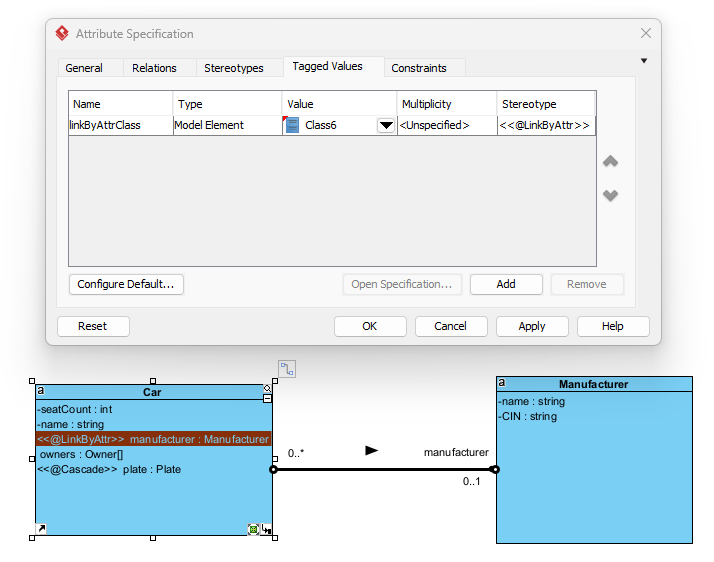 Attribute Specification
General Relations Stereotypes Tagged Values Constraints
Name Type Value Multiplicity Stereotype
linkByAttrClass Model Element Class6 <Unspecified> <<@LinkByAttr>>
Configure Default... Open Specification... Add Remove
Reset OK Cancel Apply Help
a
Car
-seatCount : int
-name : string
<<@LinkByAttr>> manufacturer : Manufacturer
owners : Owner[]
<<@Cascade>> plate : Plate
0..*
manufacturer
0..1
a
Manufacturer
-name : string
-CIN : string